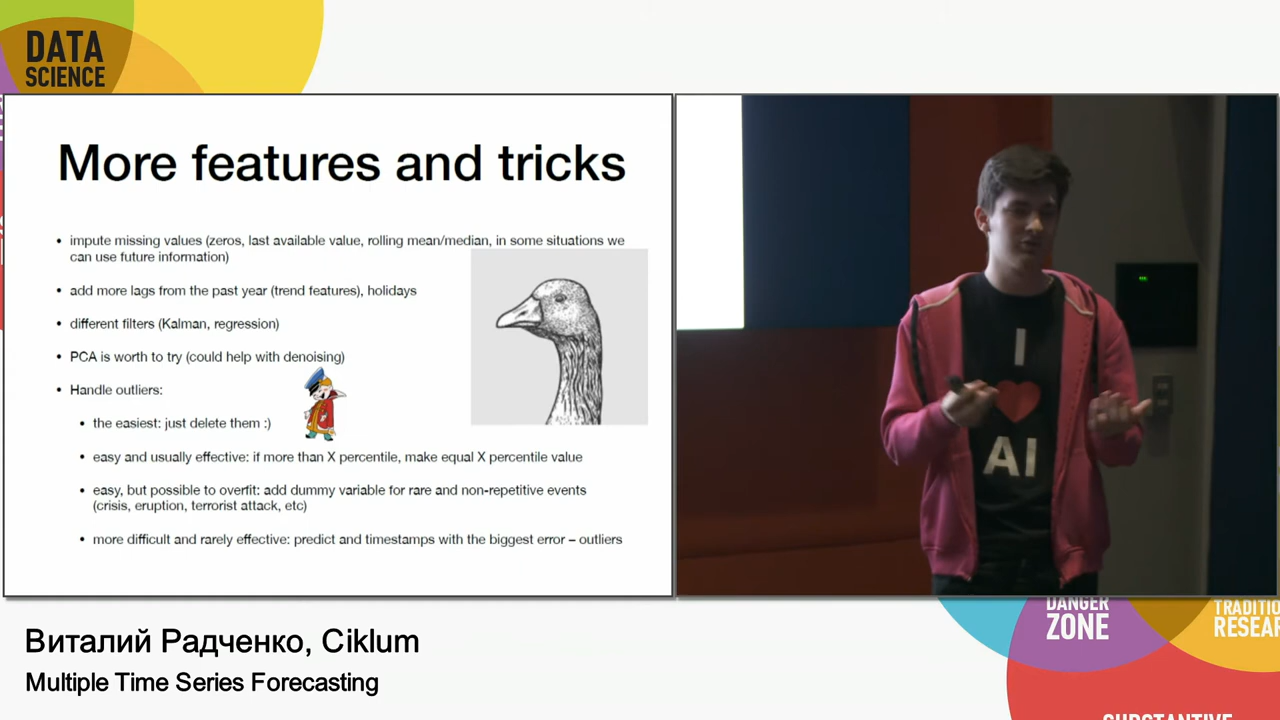 DATA
SCIENCE
More features and tricks
• impute missing values (zeros, last available value, rolling mean/median, in some situations we
can use future information)
• add more lags from the past year (trend features), holidays
• different filters (Kalman, regression)
• PCA is worth to try (could help with denoising)
• Handle outliers:
• the easiest: just delete them :)
• easy and usually effective: if more than X percentile, make equal X percentile value
• easy, but possible to overfit: add dummy variable for rare and non-repetitive events
(crisis, eruption, terrorist attack, etc)
• more difficult and rarely effective: predict and timestamps with the biggest error – outliers
I
AI
DANGER
ZONE
TRADITIO
RESEAR
SUBSTANTIVE
Виталий Радченко, Ciklum
Multiple Time Series Forecasting